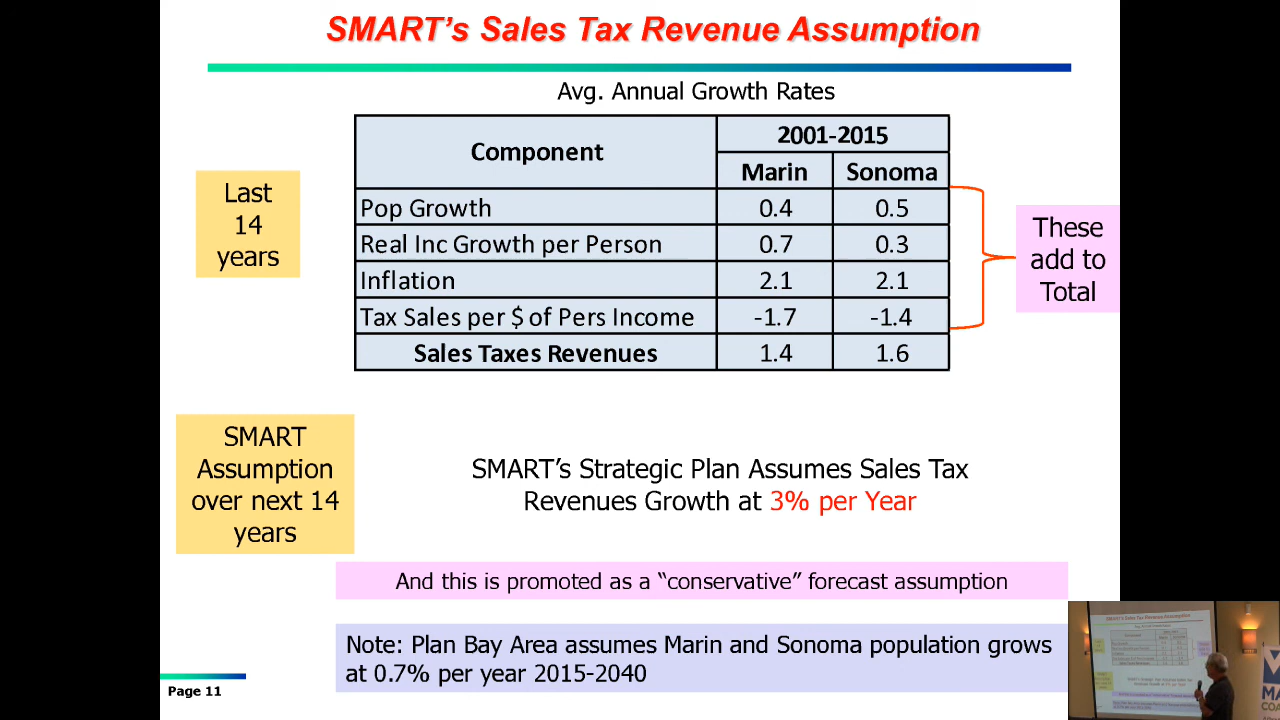 SMART's Sales Tax Revenue Assumption
Avg. Annual Growth Rates
Component
2001-2015
Marin Sonoma
Last
14
years
Pop Growth 0.4 0.5
Real Inc Growth per Person 0.7 0.3
Inflation 2.1 2.1
Tax Sales per $ of Pers Income -1.7 -1.4
Sales Taxes Revenues 1.4 1.6
These
add to
Total
SMART
Assumption
over next 14
years
SMART's Strategic Plan Assumes Sales Tax
Revenues Growth at 3% per Year
And this is promoted as a “conservative” forecast assumption
Note: Plan Bay Area assumes Marin and Sonoma population grows
at 0.7% per year 2015-2040
Page 11
SMART's Sales Tax Revenue Assumption